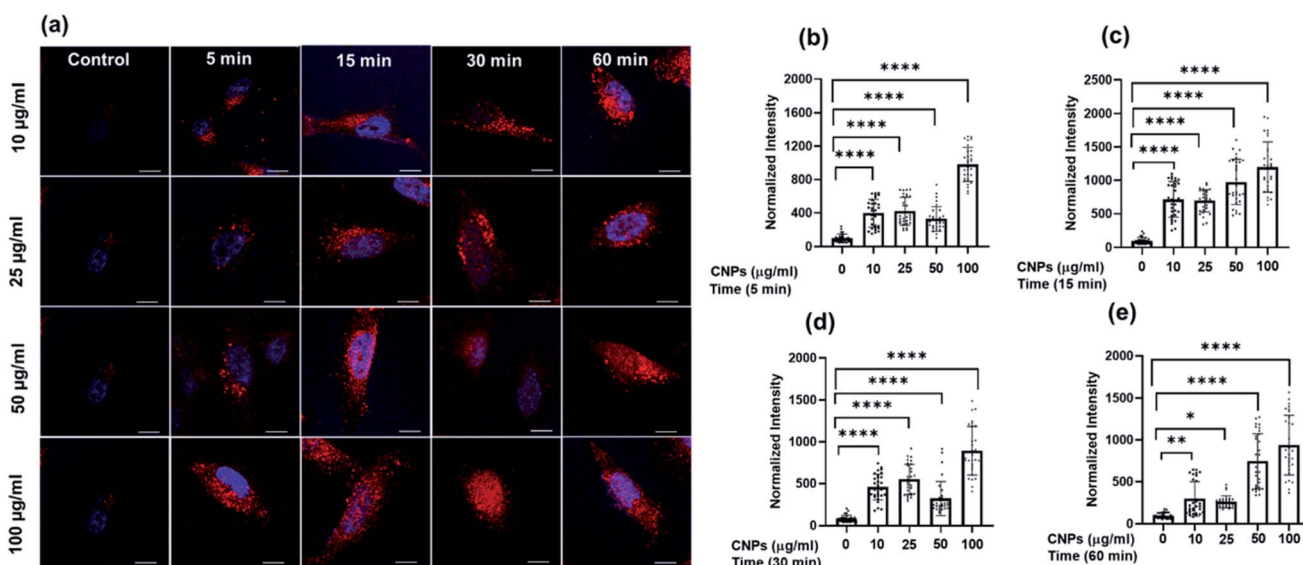 (a)
Control 5 min 15 min 30 min 60 min
10 µg/ml
25 µg/ml
50 µg/ml
100 µg/ml
(b)
****
****
****
****
Normalized Intensity
2000
1600
1200
800
400
0
CNPs (µg/ml) 0 10 25 50 100
Time (5 min)
(c)
****
****
****
****
Normalized Intensity
2500
2000
1500
1000
500
0
CNPs (µg/ml) 0 10 25 50 100
Time (15 min)
(d)
****
****
****
****
Normalized Intensity
2000
1500
1000
500
0
CNPs (µg/ml) 0 10 25 50 100
Time (30 min)
(e)
****
****
*
**
Normalized Intensity
2000
1500
1000
500
0
CNPs (µg/ml) 0 10 25 50 100
Time (60 min)